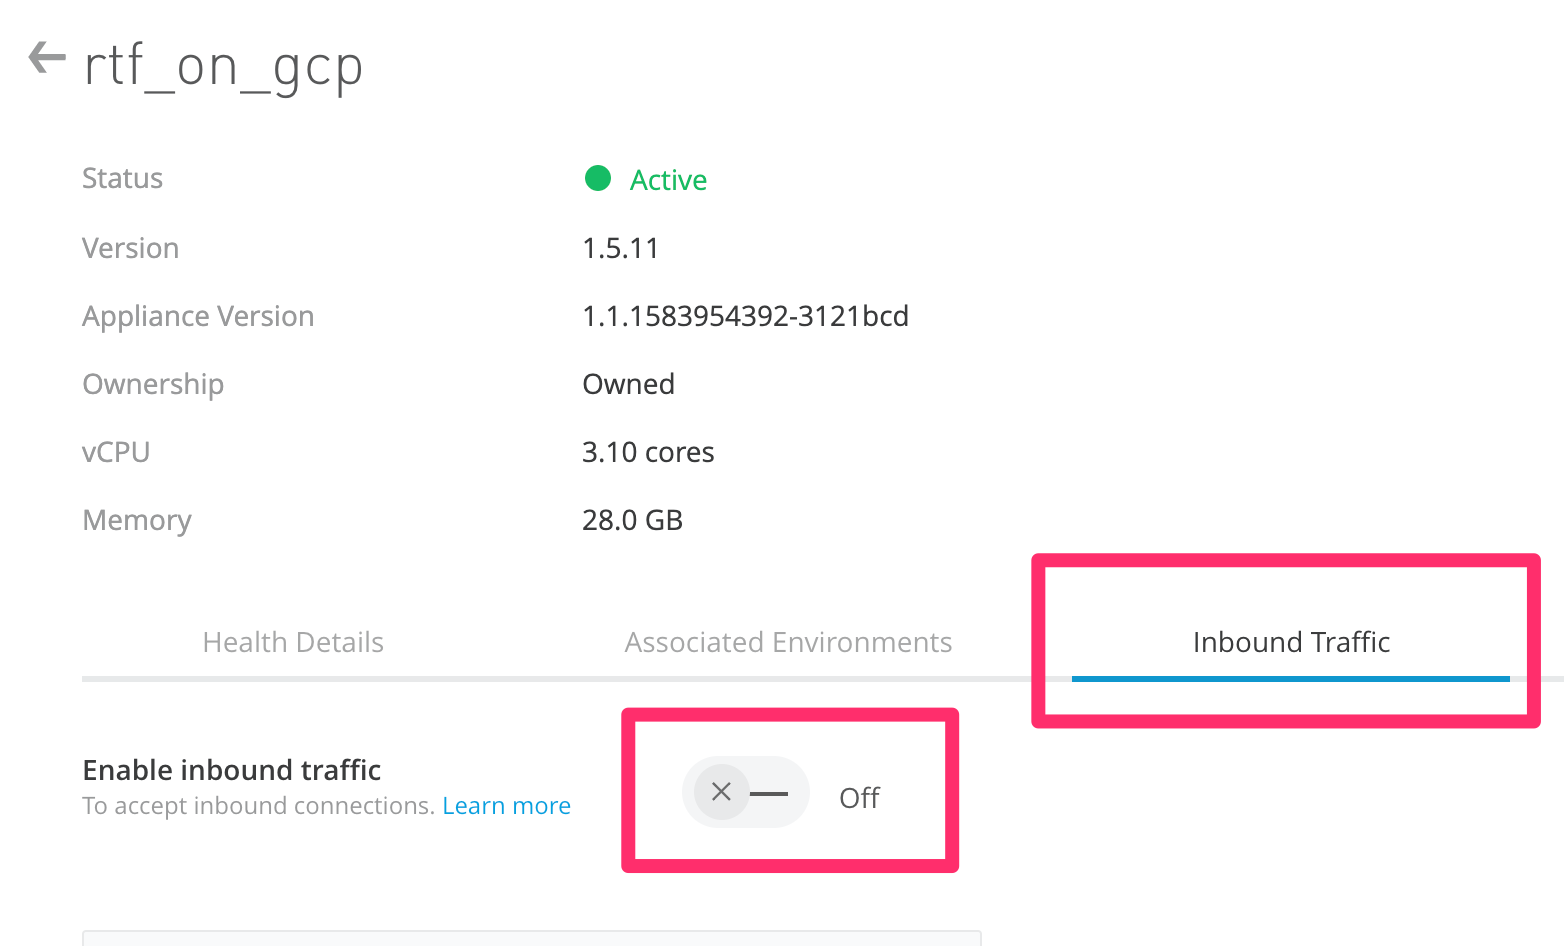 rtf_on_gcp
Status Active
Version 1.5.11
Appliance Version 1.1.1583954392-3121bcd
Ownership Owned
vCPU 3.10 cores
Memory 28.0 GB
Health Details Associated Environments Inbound Traffic
Enable inbound traffic
To accept inbound connections. Learn more
Off